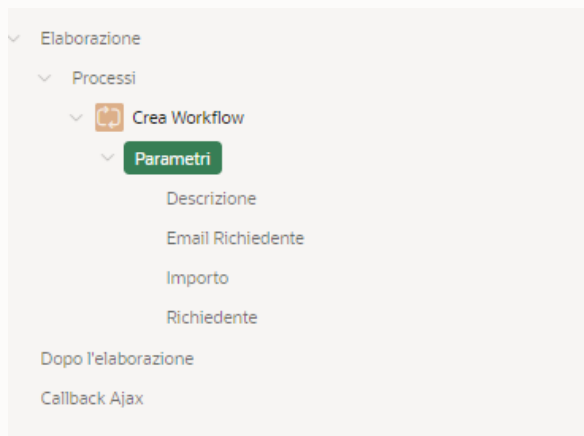 Elaborazione
Processi
Crea Workflow
Parametri
Descrizione
Email Richiedente
Importo
Richiedente
Dopo l'elaborazione
Callback Ajax